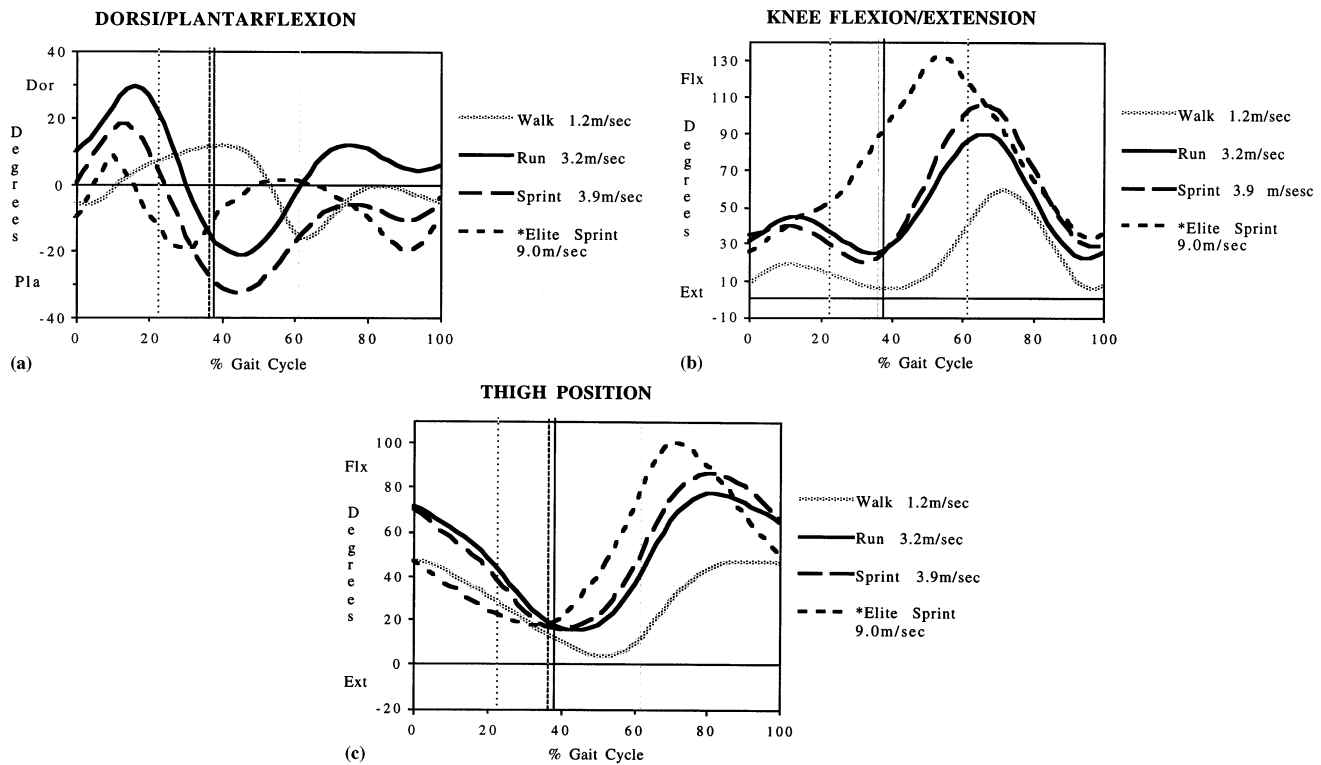 DORSI/PLANTARFLEXION
40
Dor
20
0
-20
Pla
-40
Degrees
0 20 40 60 80 100
% Gait Cycle
(a)
Walk 1.2m/sec
Run 3.2m/sec
Sprint 3.9m/sec
*Elite Sprint
9.0m/sec
KNEE FLEXION/EXTENSION
130
Flx
110
90
70
50
30
Ext
10
-10
Degrees
0 20 40 60 80 100
% Gait Cycle
(b)
Walk 1.2m/sec
Run 3.2m/sec
Sprint 3.9 m/sesc
*Elite Sprint
9.0m/sec
THIGH POSITION
100
Flx
80
60
40
20
0
Ext
-20
Degrees
0 20 40 60 80 100
% Gait Cycle
(c)
Walk 1.2m/sec
Run 3.2m/sec
Sprint 3.9m/sec
*Elite Sprint
9.0m/sec